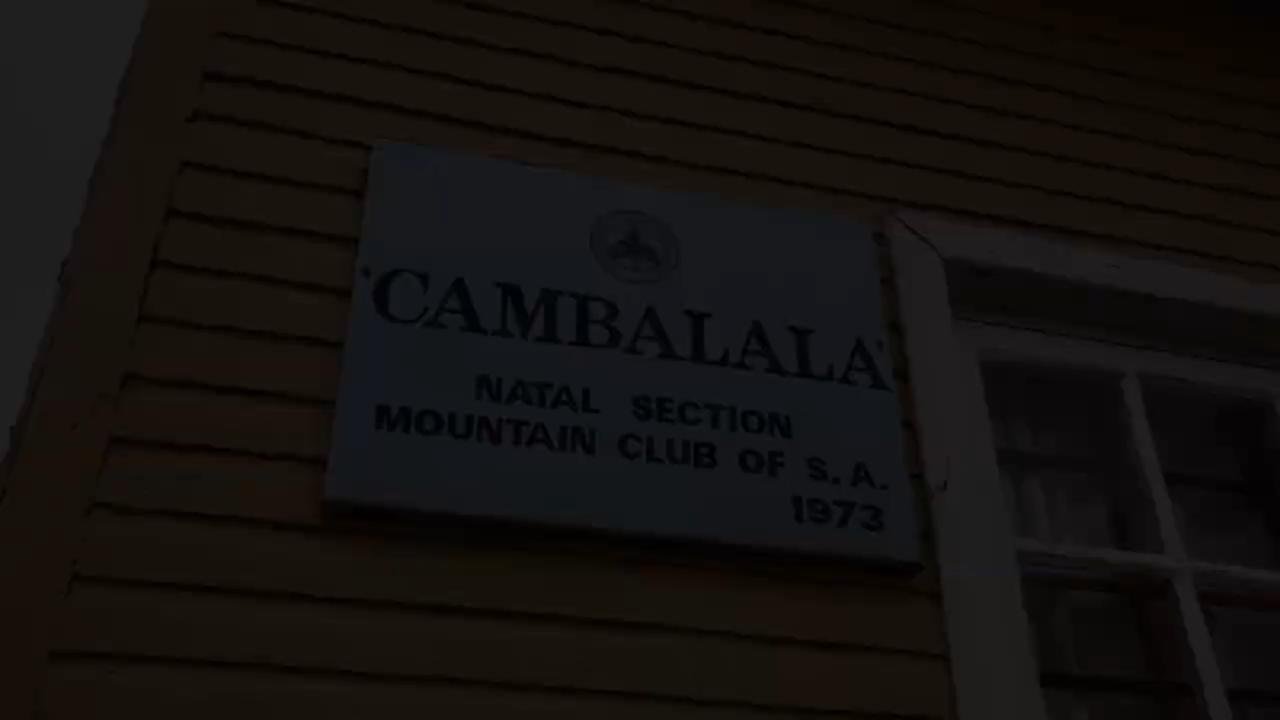 'CAMBALALA'
NATAL SECTION
MOUNTAIN CLUB OF S. A.
1973